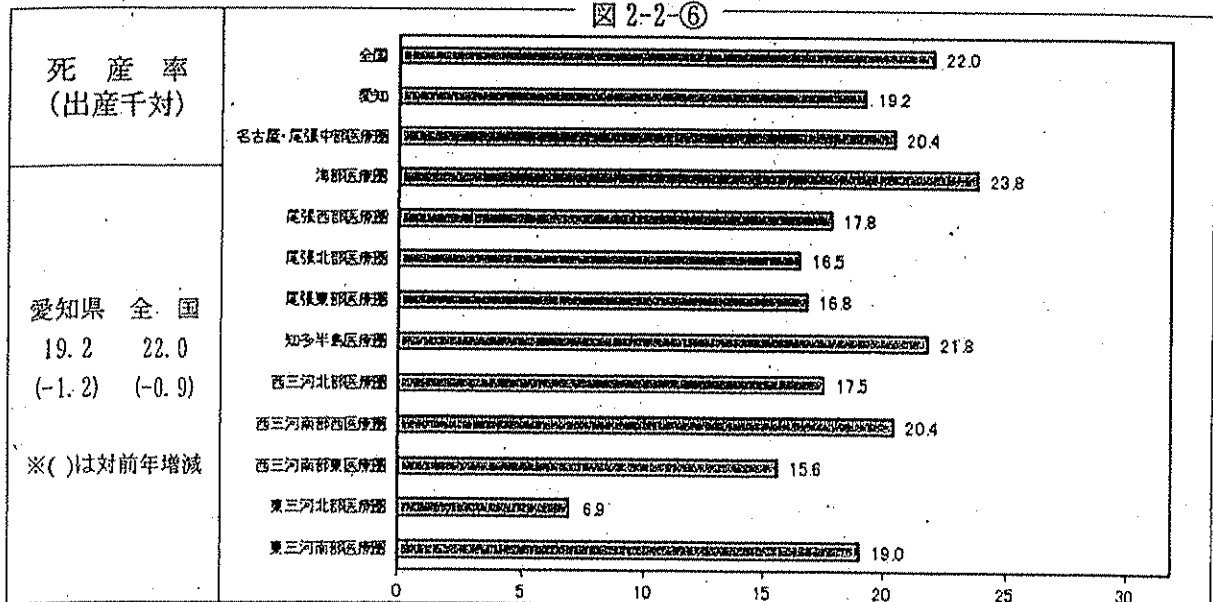 図 2-2-⑥
死 産 率
(出産千対)
愛知県 全 国
19.2 22.0
(-1.2) (-0.9)
※( )は対前年増減
全国 22.0
愛知 19.2
名古屋・尾張中部医療圏 20.4
海部医療圏 23.8
尾張西部医療圏 17.8
尾張北部医療圏 16.5
尾張東部医療圏 16.8
知多半島医療圏 21.8
西三河北部医療圏 17.5
西三河南部西医療圏 20.4
西三河南部東医療圏 15.6
東三河北部医療圏 6.9
東三河南部医療圏 19.0
0 5 10 15 20 25 30